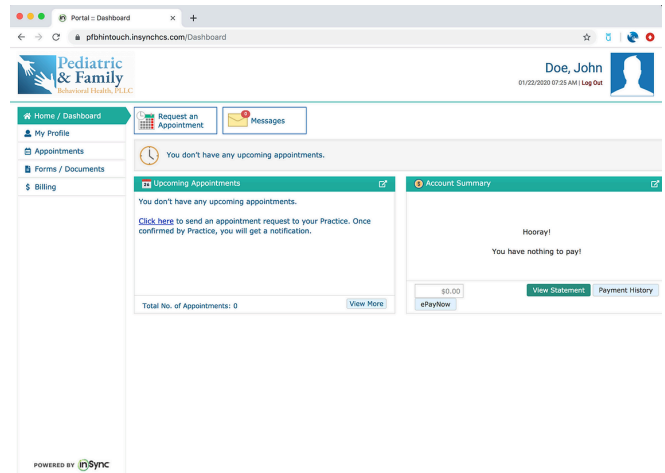 Portal :: Dashboard
pfbhintouch.insynchcs.com/Dashboard
Pediatric
& Family
Behavioral Health, PLLC
Doe, John
01/22/2020 07:25 AM | Log Out
Home / Dashboard
My Profile
Appointments
Forms / Documents
$ Billing
Request an
Appointment
0
Messages
You don't have any upcoming appointments.
24 Upcoming Appointments
You don't have any upcoming appointments.
Click here to send an appointment request to your Practice. Once
confirmed by Practice, you will get a notification.
Total No. of Appointments: 0
View More
Account Summary
Hooray!
You have nothing to pay!
$0.00
View Statement
Payment History
ePayNow
POWERED BY inSync